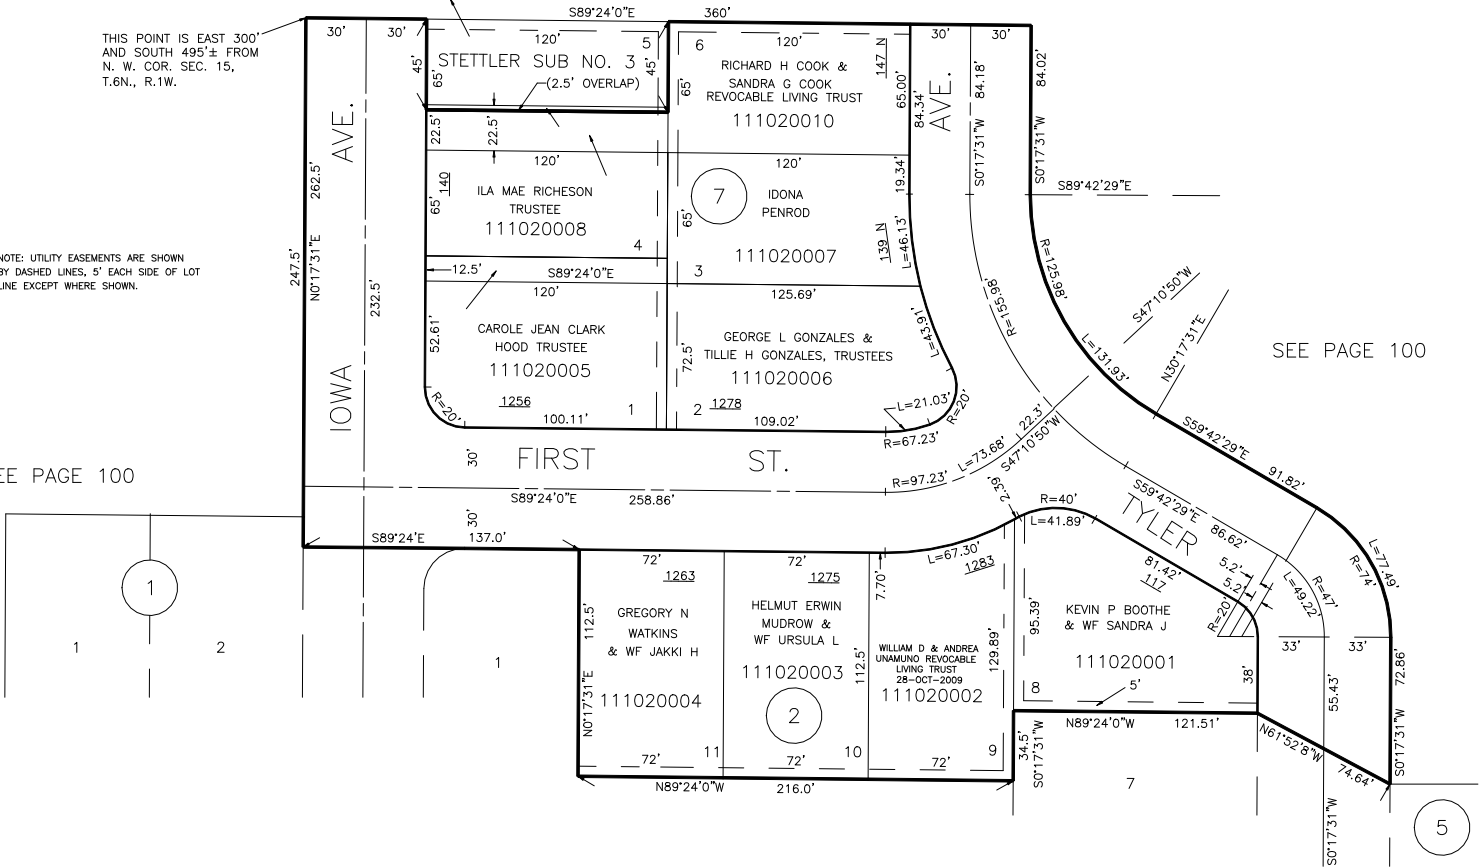 S89°24'0"E
360'
THIS POINT IS EAST 300'
AND SOUTH 495'± FROM
N. W. COR. SEC. 15,
T.6N., R.1W.
30'
30'
120'
5
45'
65'
45'
STETTLER SUB NO. 3
(2.5' OVERLAP)
6
120'
147 N
65'
RICHARD H COOK &
SANDRA G COOK
REVOCABLE LIVING TRUST
111020010
65.00'
84.34'
30'
30'
AVE.
84.18'
84.02'
S0°17'31"W
S0°17'31"W
AVE.
262.5'
22.5'
22.5'
120'
140
65'
ILA MAE RICHESON
TRUSTEE
111020008
4
120'
7
IDONA
PENROD
111020007
65'
3
19.34'
139 N
L=46.13'
S89°42'29"E
NOTE: UTILITY EASEMENTS ARE SHOWN
BY DASHED LINES, 5' EACH SIDE OF LOT
LINE EXCEPT WHERE SHOWN.
247.5'
N0°17'31"E
232.5'
12.5'
S89°24'0"E
120'
125.69'
R=155.98'
R=125.98'
S47°10'50"W
N30°17'31"E
L=131.93'
52.61'
CAROLE JEAN CLARK
HOOD TRUSTEE
111020005
1256
1
R=20'
100.11'
72.5'
GEORGE L GONZALES &
TILLIE H GONZALES, TRUSTEES
111020006
2
1278
109.02'
L=43.91'
L=21.03'
R=20'
R=67.23'
SEE PAGE 100
IOWA
30'
FIRST
ST.
R=97.23'
L=73.68'
22.3'
S47°10'50"W
S59°42'29"E
91.82'
EE PAGE 100
S89°24'0"E
258.86'
30'
2.39'
R=40'
L=41.89'
S59°42'29"E
86.62'
TYLER
S89°24'E
137.0'
L=67.30'
1283
81.42'
117
5.2'
5.2'
L=49.22'
R=47'
L=77.49'
R=74'
1
1
2
1
72'
1263
112.5'
N0°17'31"E
GREGORY N
WATKINS
& WF JAKKI H
111020004
11
72'
72'
1275
HELMUT ERWIN
MUDROW &
WF URSULA L
111020003
2
112.5'
10
72'
7.70'
WILLIAM D & ANDREA
UNAMUNO REVOCABLE
LIVING TRUST
28-OCT-2009
111020002
129.89'
9
72'
95.39'
KEVIN P BOOTHE
& WF SANDRA J
111020001
8
5'
R=20'
38'
33'
33'
55.43'
72.86'
S0°17'31"W
N89°24'0"W
121.51'
34.5'
S0°17'31"W
N61°52'8"W
74.64'
N89°24'0"W
216.0'
7
S0°17'31"W
5